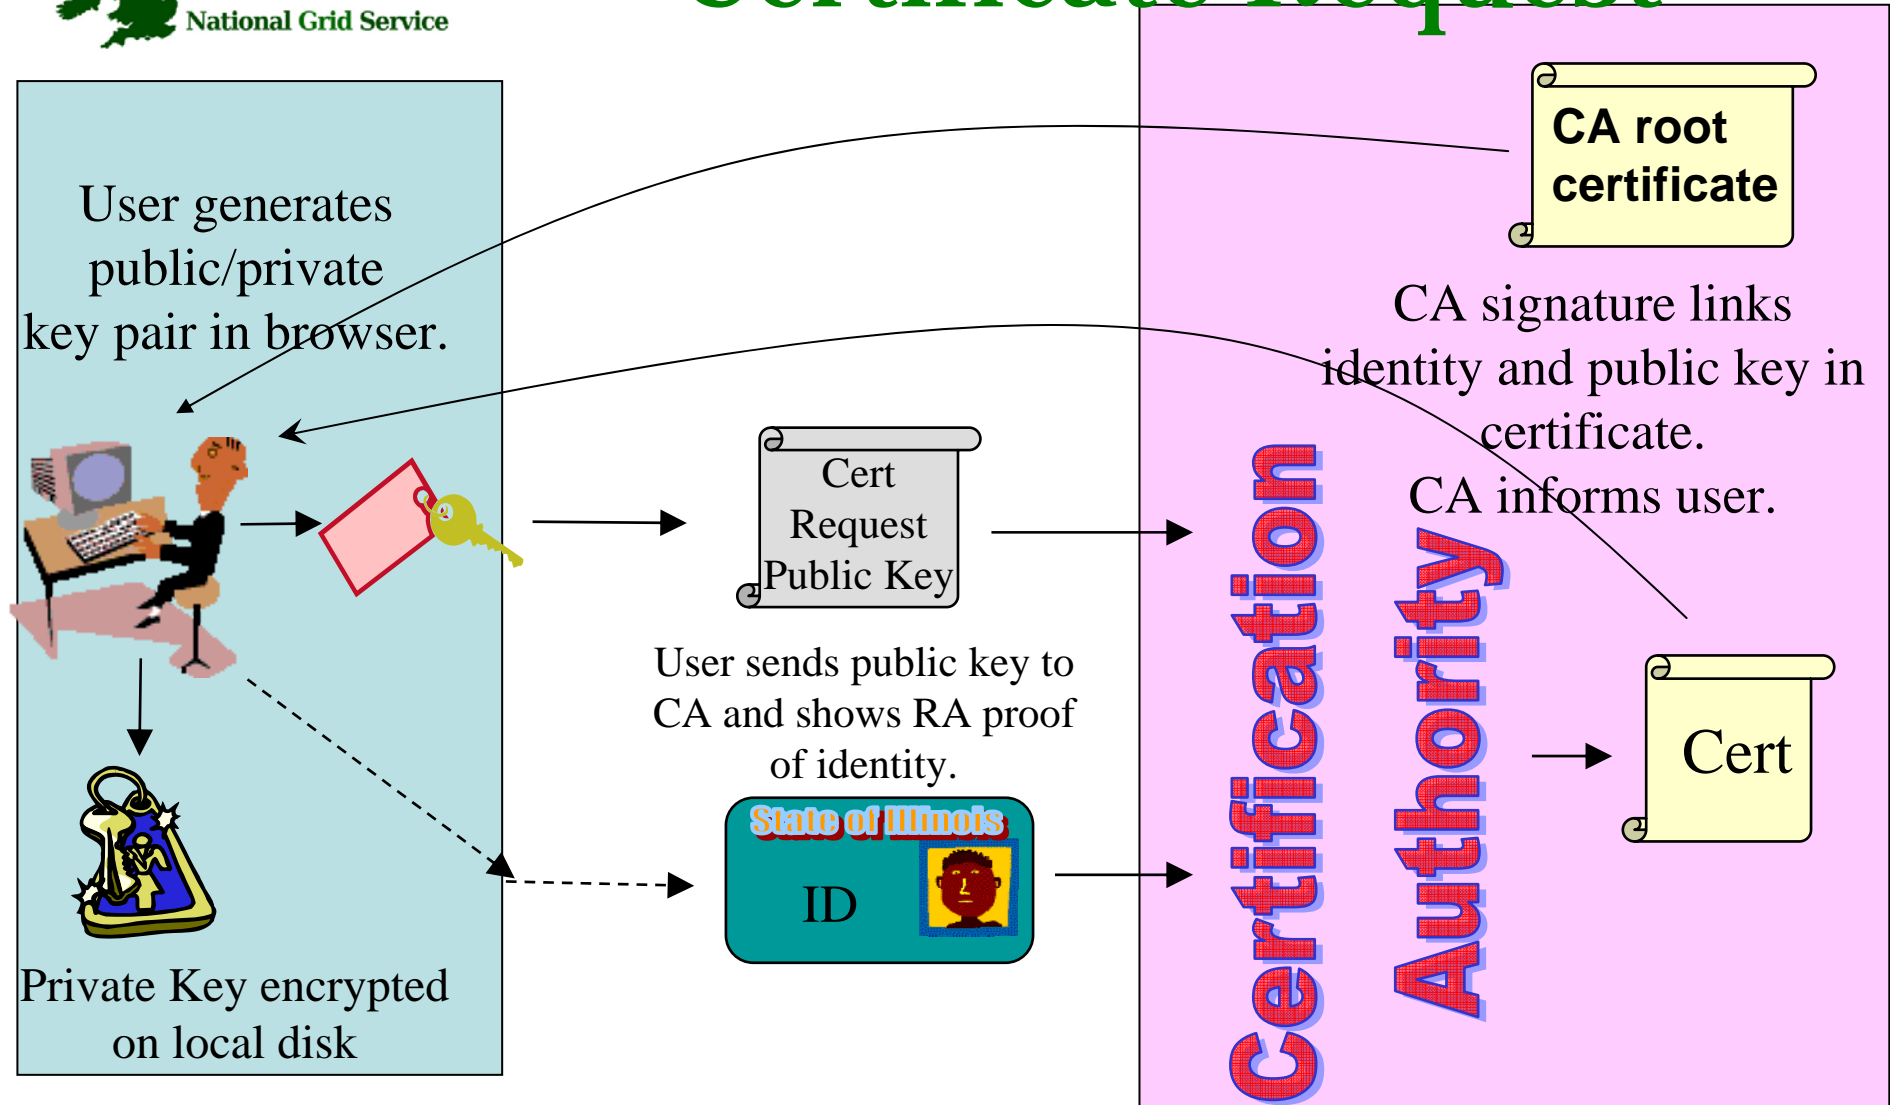 National Grid Service
Certificate Request
User generates
public/private
key pair in browser.
CA root
certificate
CA signature links
identity and public key in
certificate.
CA informs user.
Cert
Request
Public Key
User sends public key to
CA and shows RA proof
of identity.
State of Illinois
ID
Certification
Authority
Cert
Private Key encrypted
on local disk